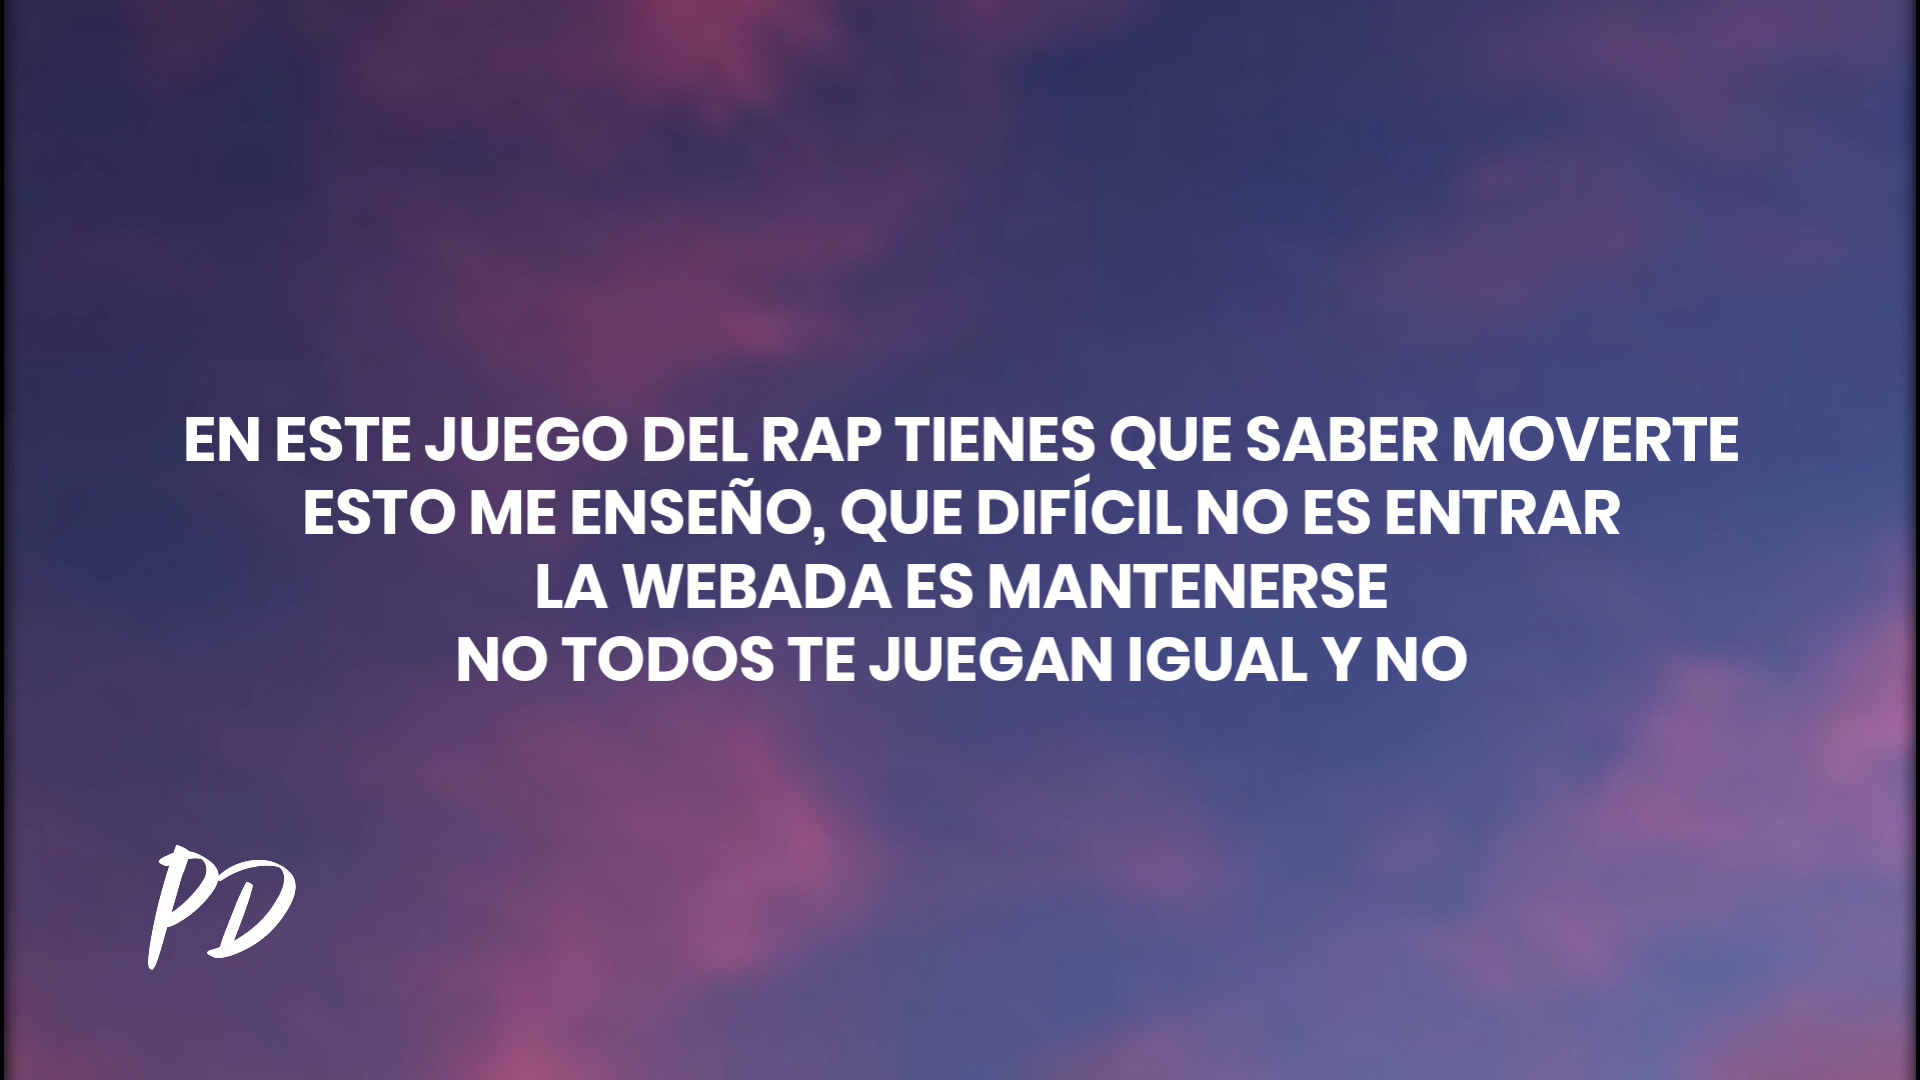 EN ESTE JUEGO DEL RAP TIENES QUE SABER MOVERTE
ESTO ME ENSEÑO, QUE DIFÍCIL NO ES ENTRAR
LA WEBADA ES MANTENERSE
NO TODOS TE JUEGAN IGUAL Y NO
PD